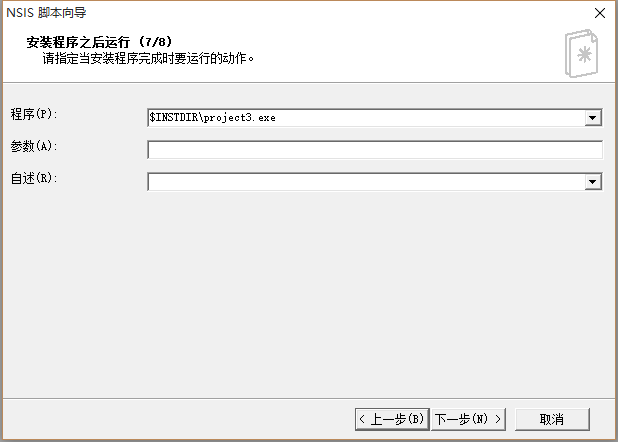 NSIS 脚本向导
安装程序之后运行 (7/8)
请指定当安装程序完成时要运行的动作。
程序(P):
$INSTDIR\project3.exe
参数(A):
自述(R):
< 上一步(B)
下一步(N) >
取消